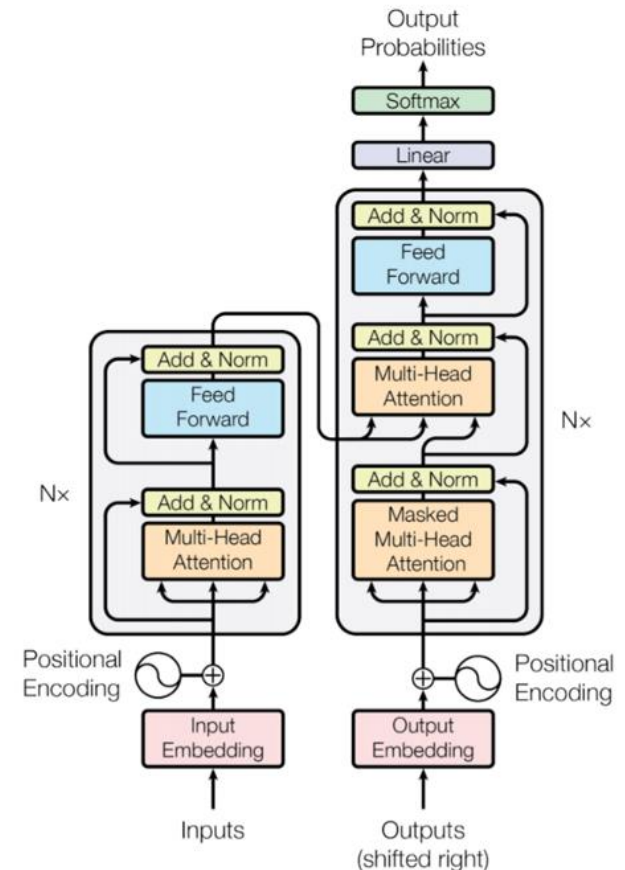 Output
Probabilities
Softmax
Linear
Add & Norm
Feed
Forward
Add & Norm
Multi-Head
Attention
Add & Norm
Masked
Multi-Head
Attention
N×
Add & Norm
Feed
Forward
Add & Norm
Multi-Head
Attention
N×
Positional
Encoding
Positional
Encoding
Input
Embedding
Output
Embedding
Inputs
Outputs
(shifted right)